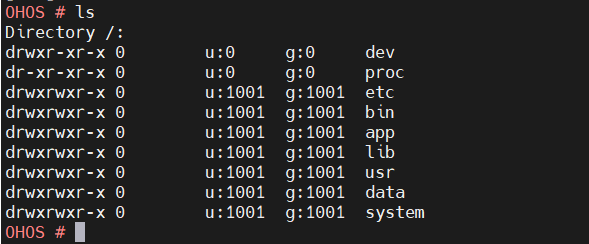 OHOS # ls
Directory /:
drwxr-xr-x 0        u:0     g:0     dev
dr-xr-xr-x 0        u:0     g:0     proc
drwxrwxr-x 0        u:1001  g:1001  etc
drwxrwxr-x 0        u:1001  g:1001  bin
drwxrwxr-x 0        u:1001  g:1001  app
drwxrwxr-x 0        u:1001  g:1001  lib
drwxrwxr-x 0        u:1001  g:1001  usr
drwxrwxr-x 0        u:1001  g:1001  data
drwxrwxr-x 0        u:1001  g:1001  system
OHOS #